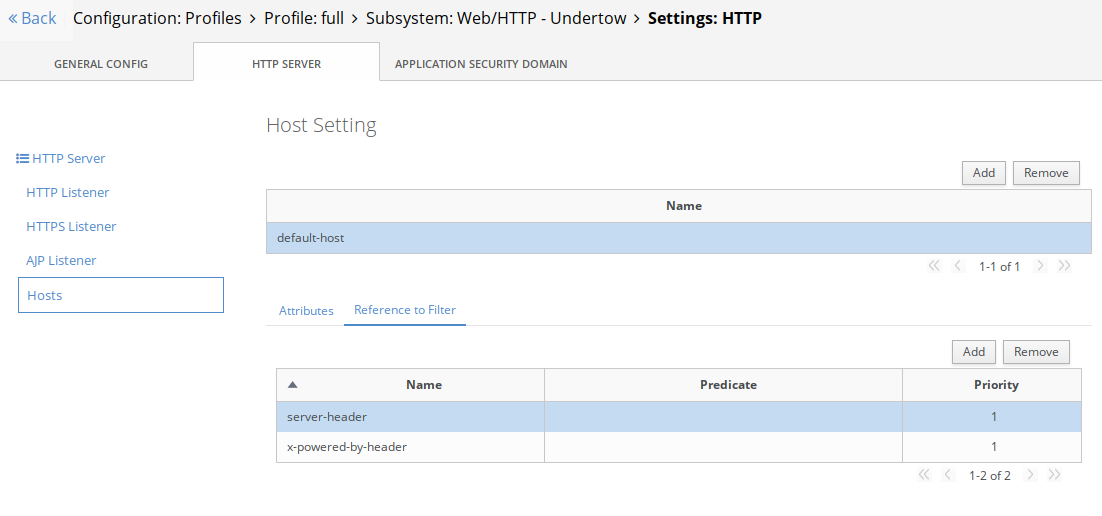 « Back Configuration: Profiles > Profile: full > Subsystem: Web/HTTP - Undertow > Settings: HTTP
GENERAL CONFIG HTTP SERVER APPLICATION SECURITY DOMAIN
Host Setting
HTTP Server
HTTP Listener
HTTPS Listener
AJP Listener
Hosts
Add Remove
Name
default-host
1-1 of 1
Attributes Reference to Filter
Add Remove
Name Predicate Priority
server-header 1
x-powered-by-header 1
1-2 of 2